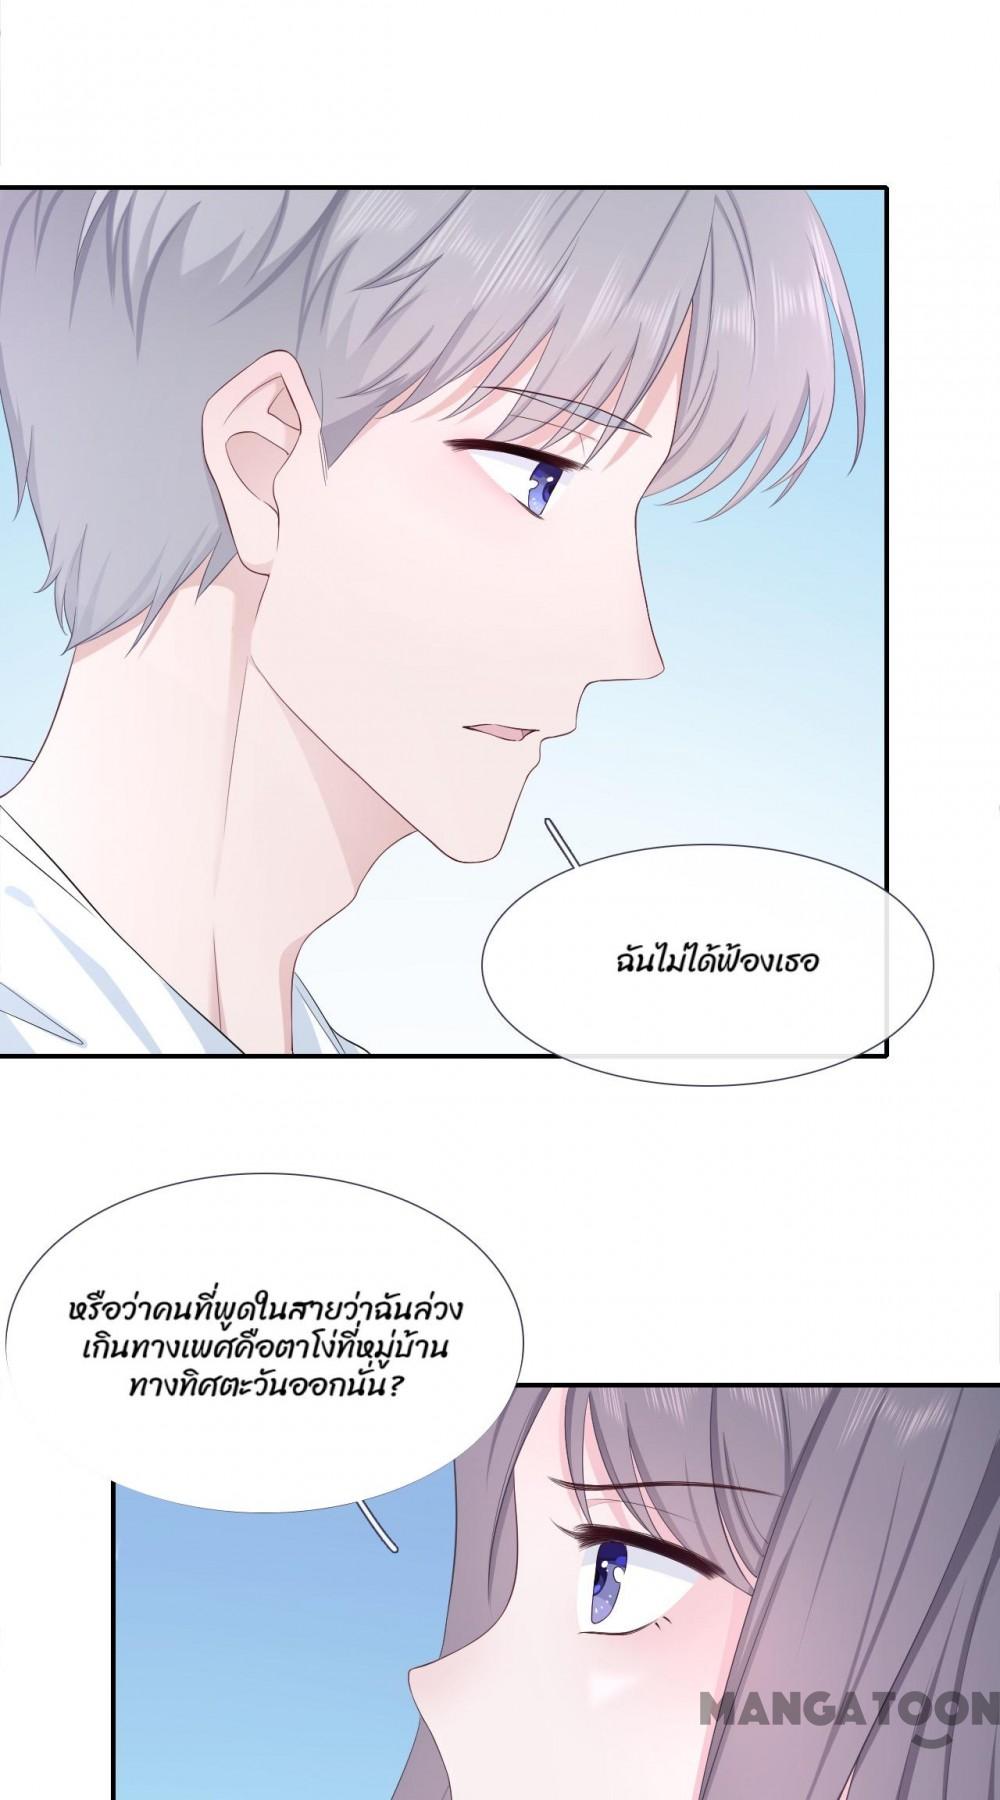 ฉันไม่ได้ฟ้องเธอ
หรือว่าคนที่พูดในสายว่าฉันล่วง
เกินทางเพศคือตาโง่ที่หมู่บ้าน
ทางทิศตะวันออกนั่น?
MANGATOON